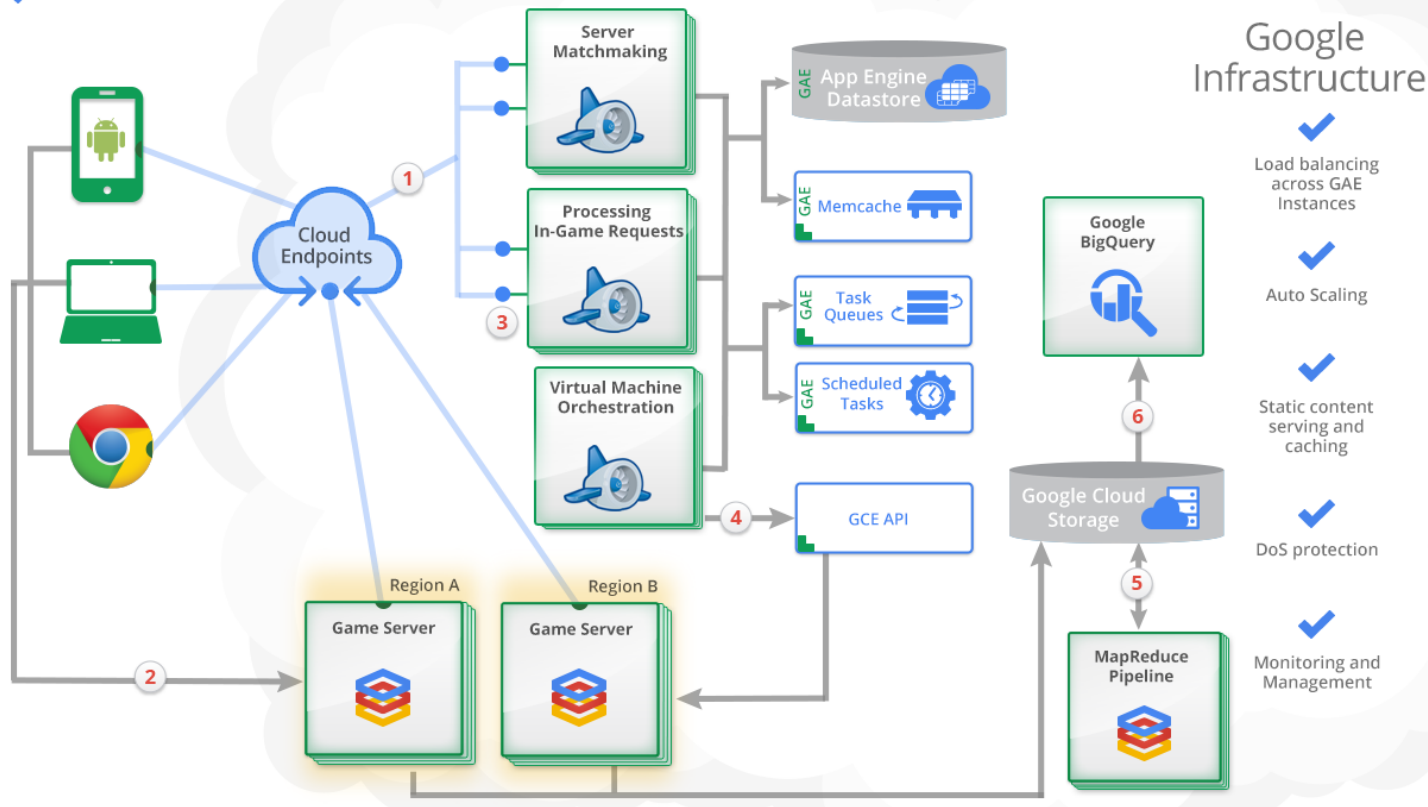 Server
Matchmaking
1
Cloud
Endpoints
Processing
In-Game Requests
3
Virtual Machine
Orchestration
4
GAE
App Engine
Datastore
GAE
Memcache
GAE
Task
Queues
GAE
Scheduled
Tasks
GCE API
Region A
Game Server
Region B
Game Server
2
Google
BigQuery
6
Google Cloud
Storage
5
MapReduce
Pipeline
Google
Infrastructure
Load balancing
across GAE
Instances
Auto Scaling
Static content
serving and
caching
DoS protection
Monitoring and
Management